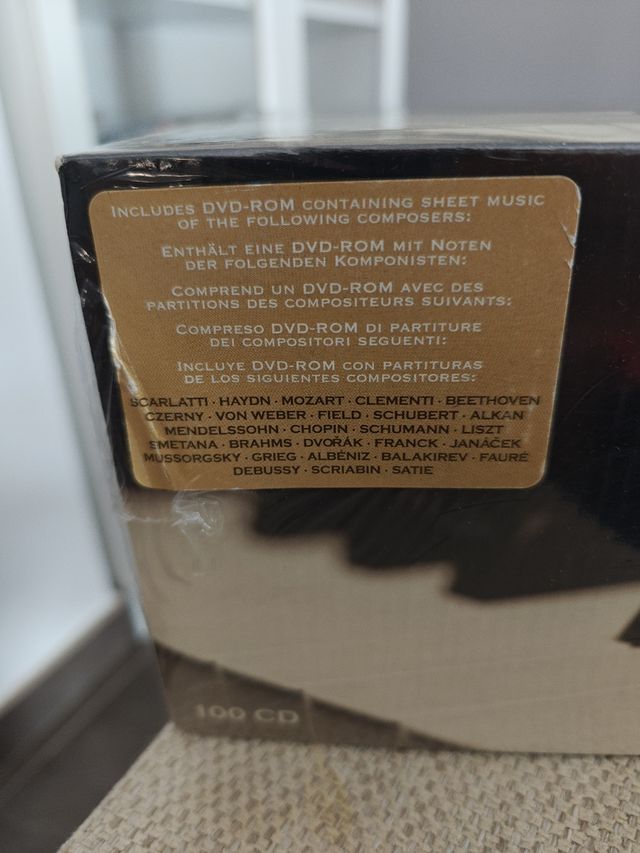 INCLUDES DVD-ROM CONTAINING SHEET MUSIC
OF THE FOLLOWING COMPOSERS:
ENTHÄLT EINE DVD-ROM MIT NOTEN
DER FOLGENDEN KOMPONISTEN:
COMPREND UN DVD-ROM AVEC DES
PARTITIONS DES COMPOSITEURS SUIVANTS:
COMPRESO DVD-ROM DI PARTITURE
DEI COMPOSITORI SEGUENTI:
INCLUYE DVD-ROM CON PARTITURAS
DE LOS SIGUIENTES COMPOSITORES:
SCARLATTI · HAYDN · MOZART · CLEMENTI · BEETHOVEN
CZERNY · VON WEBER · FIELD · SCHUBERT · ALKAN
MENDELSSOHN · CHOPIN · SCHUMANN · LISZT
SMETANA · BRAHMS · DVOŘÁK · FRANCK · JANÁČEK
MUSSORGSKY · GRIEG · ALBÉNIZ · BALAKIREV · FAURÉ
DEBUSSY · SCRIABIN · SATIE
100 CD